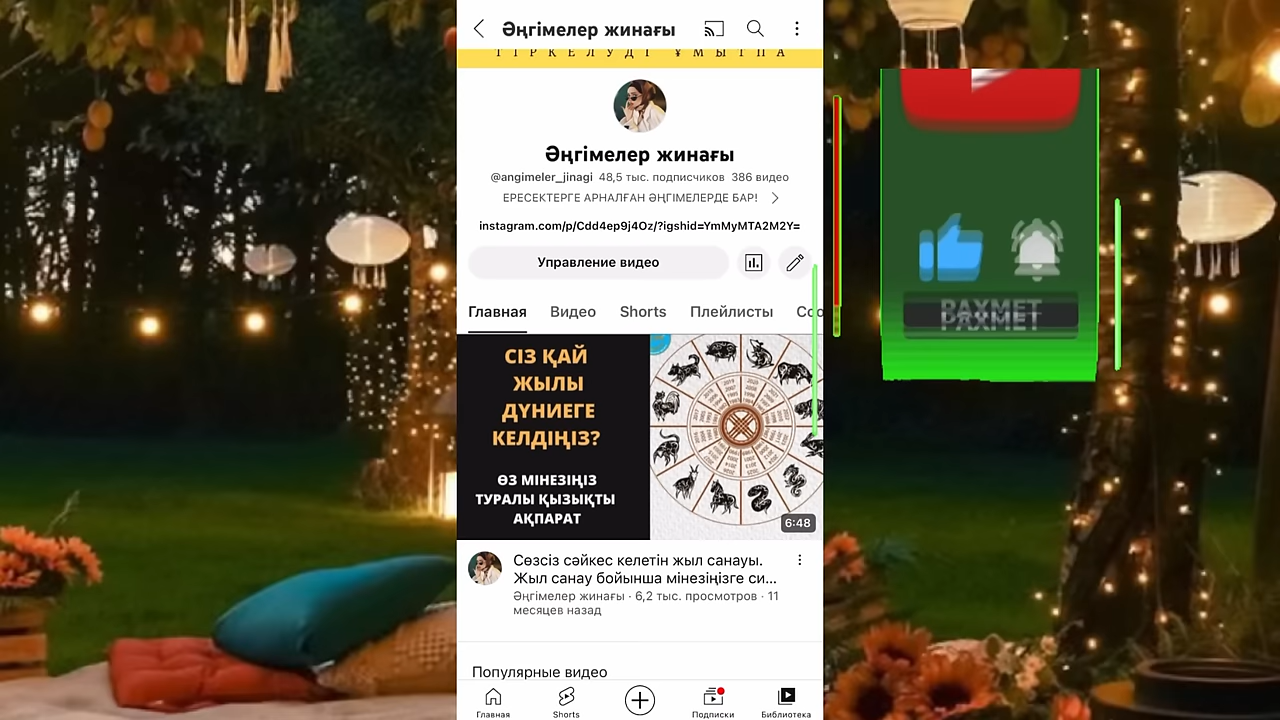 Әңгімелер жинағы
ТІРКЕЛУДІ ҰМЫТПА
Әңгімелер жинағы
@angimeler_jinagi 48,5 тыс. подписчиков 386 видео
ЕРЕСЕКТЕРГЕ АРНАЛҒАН ӘҢГІМЕЛЕРДЕ БАР!
instagram.com/p/Cdd4ep9j4Oz/?igshid=YmMyMTA2M2Y=
Управление видео
Главная Видео Shorts Плейлисты Соо
СІЗ ҚАЙ
ЖЫЛЫ
ДҮНИЕГЕ
КЕЛДІҢІЗ?
ӨЗ МІНЕЗІҢІЗ
ТУРАЛЫ ҚЫЗЫҚТЫ
АҚПАРАТ
6:48
Сөзсіз сәйкес келетін жыл санауы.
Жыл санау бойынша мінезіңізге си...
Әңгімелер жинағы · 6,2 тыс. просмотров · 11
месяцев назад
Популярные видео
Главная Shorts Подписки Библиотека
РАХМЕТ